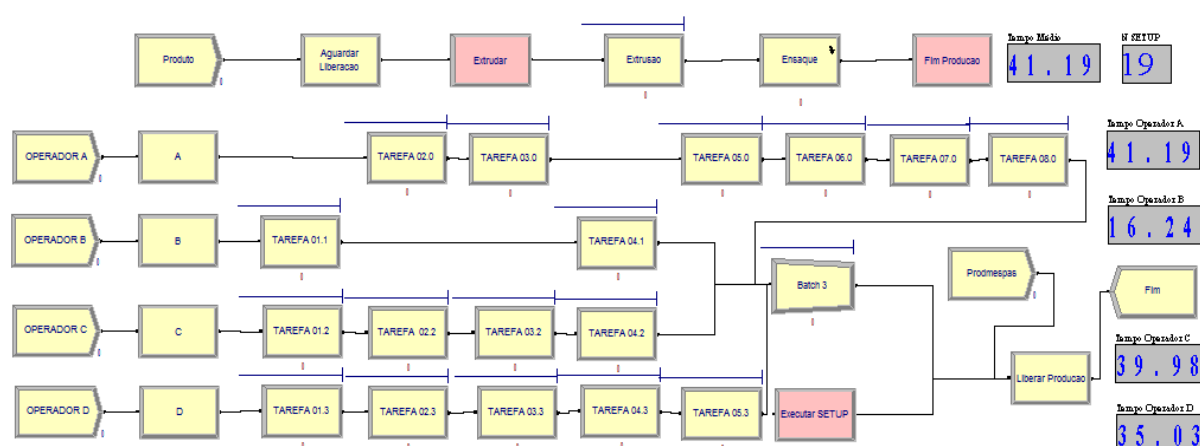 Produto
Aguardar
Liberacao
Extrudar
Extrusao
Ensaque
Fim Producao
Tempo Medio
41.19
N SETUP
19
OPERADOR A
A
TAREFA 02.0
TAREFA 03.0
TAREFA 05.0
TAREFA 06.0
TAREFA 07.0
TAREFA 08.0
Tempo Operador A
41.19
OPERADOR B
B
TAREFA 01.1
TAREFA 04.1
Tempo Operador B
16.24
Batch 3
Prodmespas
Fim
OPERADOR C
C
TAREFA 01.2
TAREFA 02.2
TAREFA 03.2
TAREFA 04.2
Tempo Operador C
39.98
Liberar Producao
OPERADOR D
D
TAREFA 01.3
TAREFA 02.3
TAREFA 03.3
TAREFA 04.3
TAREFA 05.3
Executar SETUP
Tempo Operador D
35.03